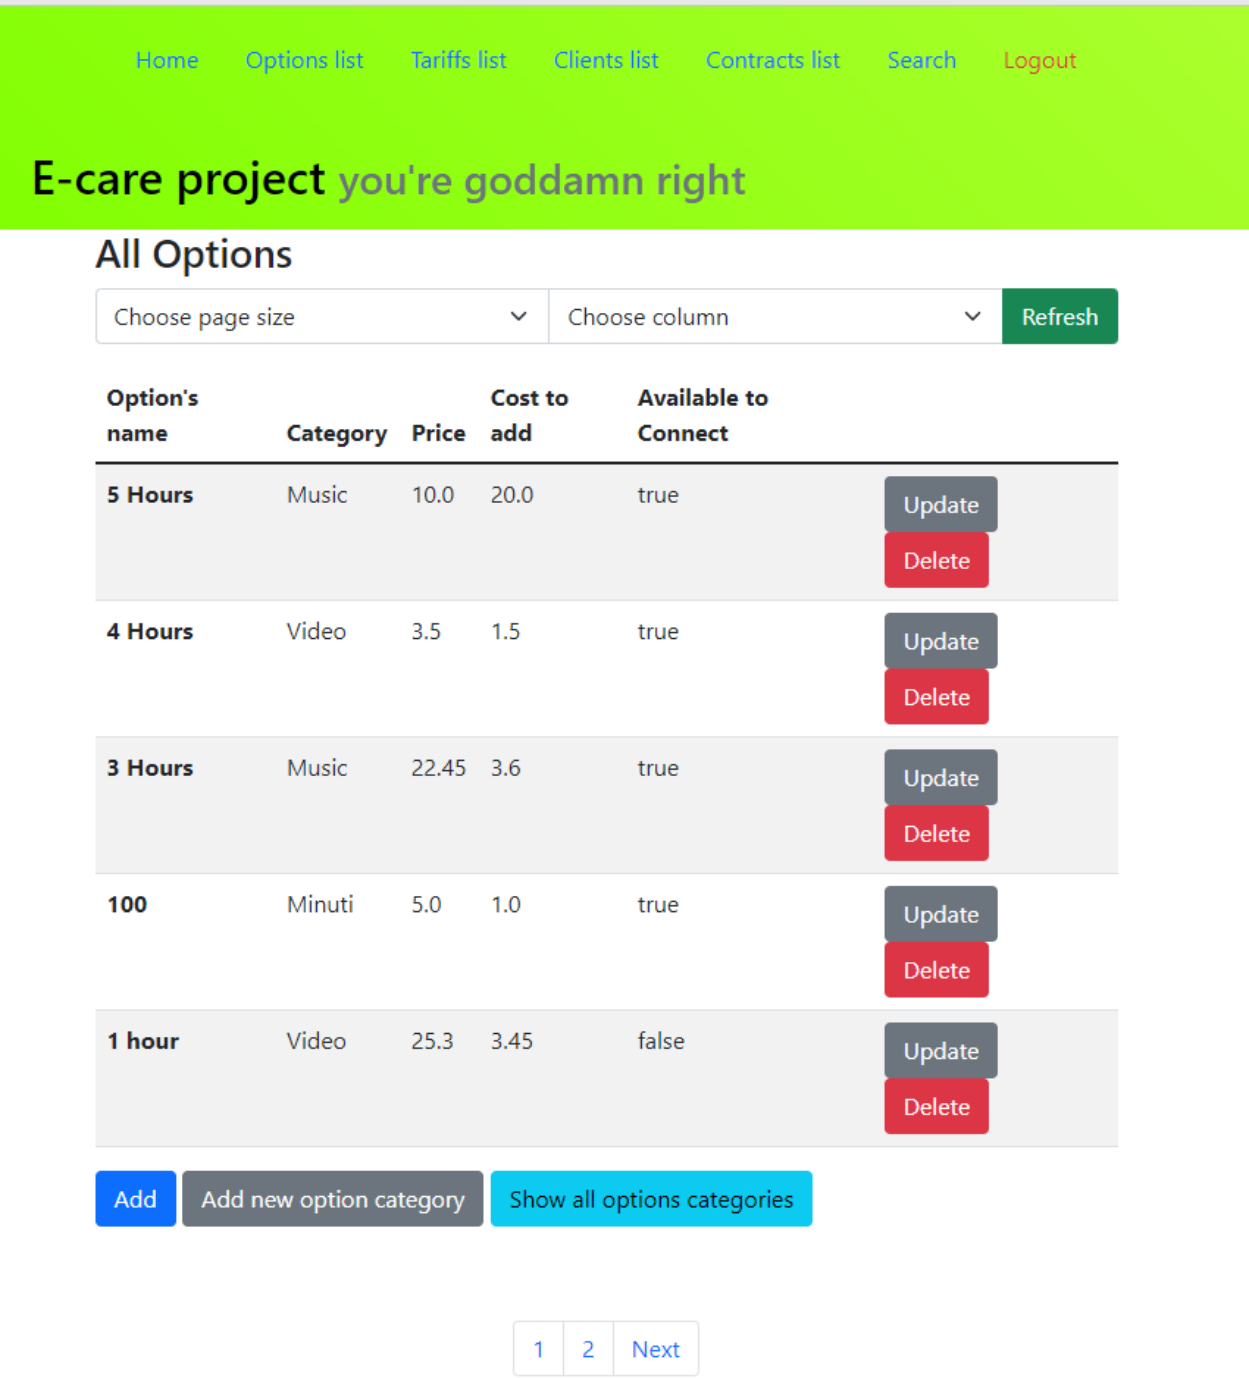 Home Options list Tariffs list Clients list Contracts list Search Logout
E-care project you're goddamn right
All Options
Choose page size Choose column Refresh
Option's name Category Price Cost to add Available to Connect
5 Hours Music 10.0 20.0 true Update
Delete
4 Hours Video 3.5 1.5 true Update
Delete
3 Hours Music 22.45 3.6 true Update
Delete
100 Minuti 5.0 1.0 true Update
Delete
1 hour Video 25.3 3.45 false Update
Delete
Add Add new option category Show all options categories
1 2 Next